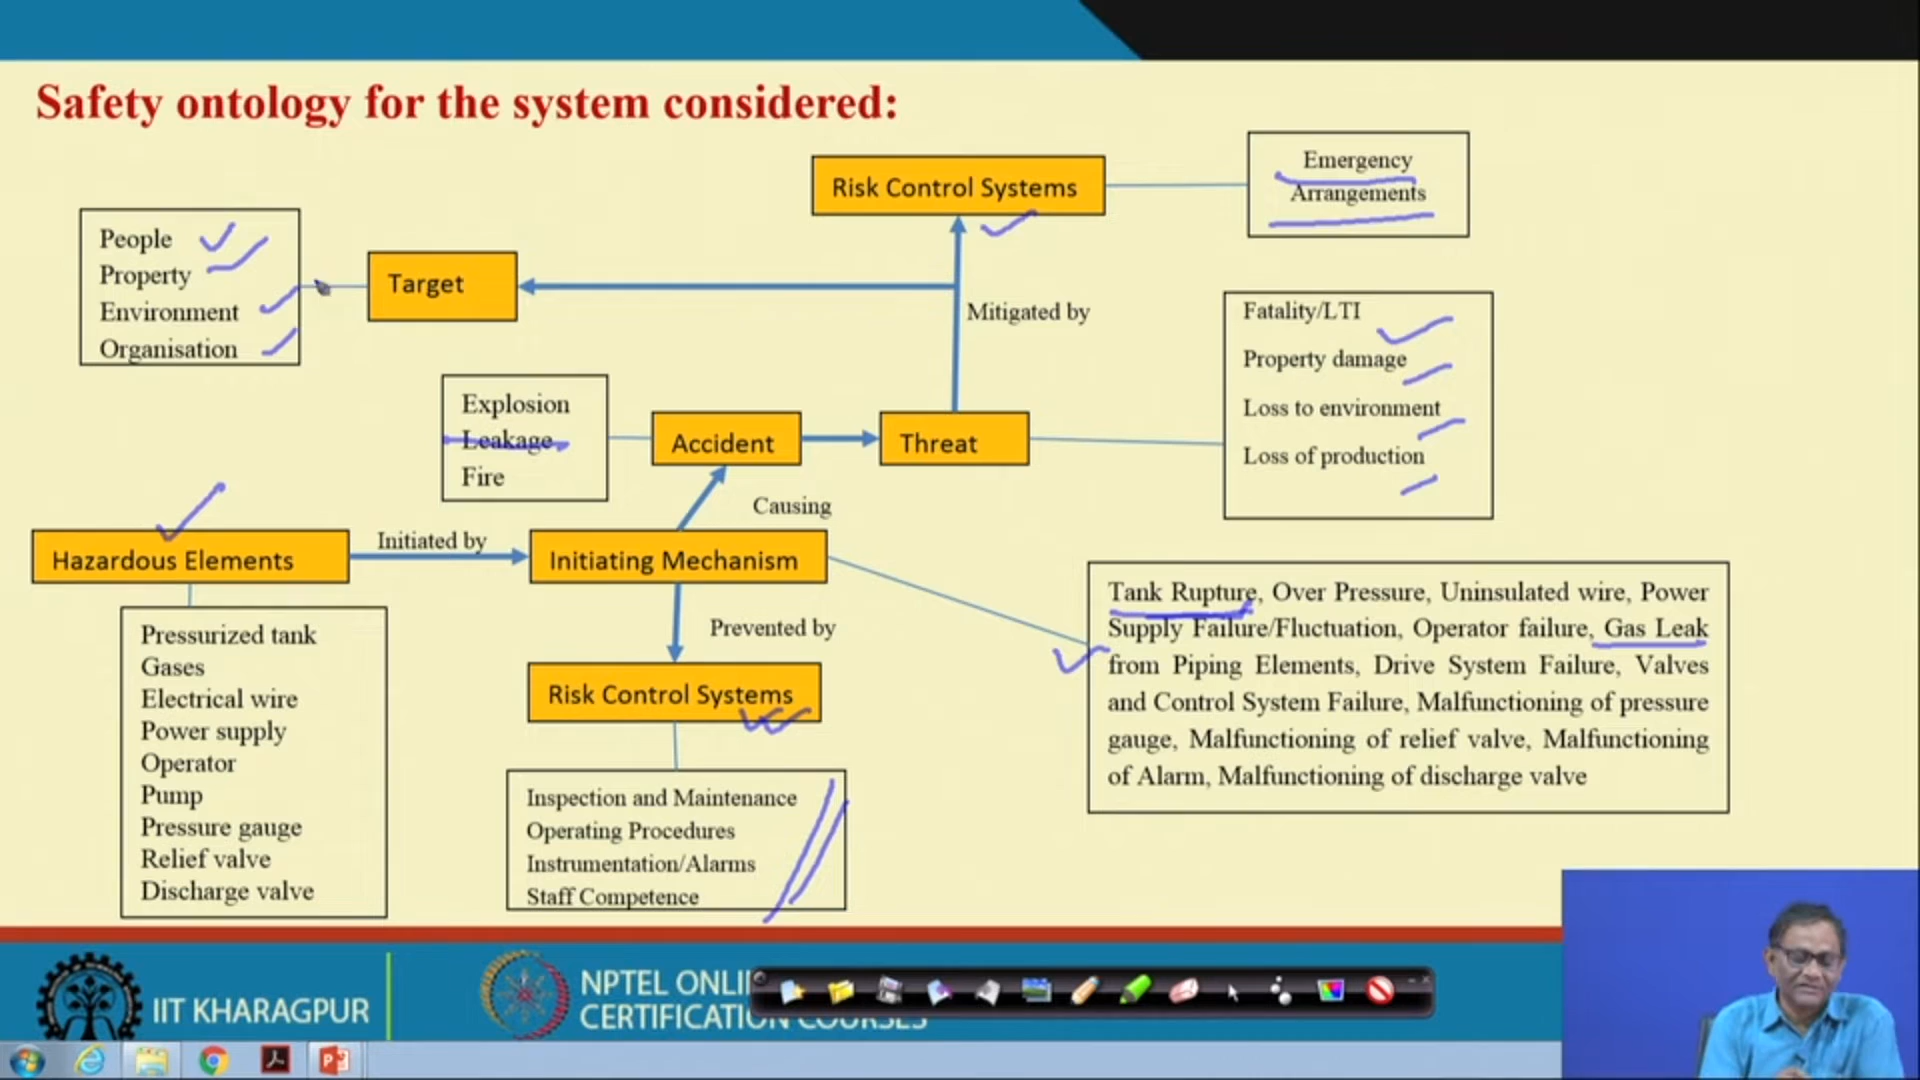 Safety ontology for the system considered:
Risk Control Systems
Emergency
Arrangements
People
Property
Environment
Organisation
Target
Mitigated by
Fatality/LTI
Property damage
Loss to environment
Loss of production
Explosion
Leakage
Fire
Accident
Threat
Causing
Hazardous Elements
Initiated by
Initiating Mechanism
Prevented by
Risk Control Systems
Pressurized tank
Gases
Electrical wire
Power supply
Operator
Pump
Pressure gauge
Relief valve
Discharge valve
Inspection and Maintenance
Operating Procedures
Instrumentation/Alarms
Staff Competence
Tank Rupture, Over Pressure, Uninsulated wire, Power
Supply Failure/Fluctuation, Operator failure, Gas Leak
from Piping Elements, Drive System Failure, Valves
and Control System Failure, Malfunctioning of pressure
gauge, Malfunctioning of relief valve, Malfunctioning
of Alarm, Malfunctioning of discharge valve
IIT KHARAGPUR
NPTEL ONLI
CERTIFICATION COURSES